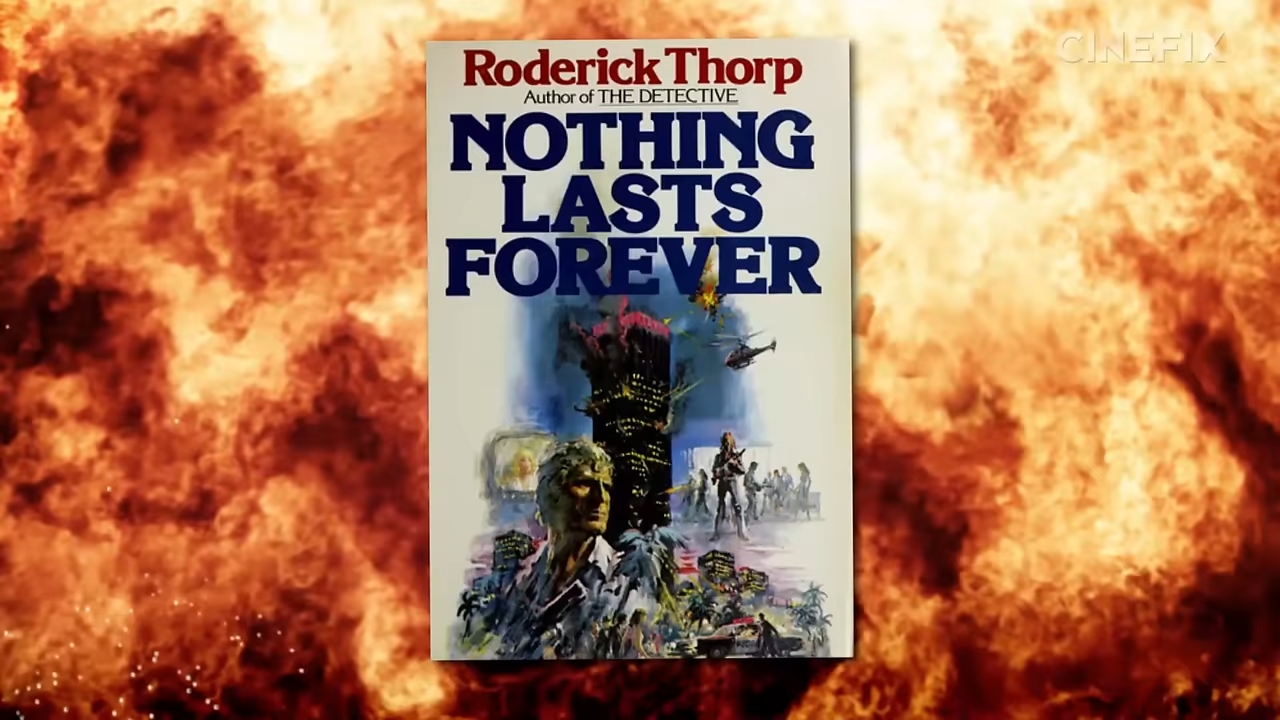 CINEFIX
Roderick Thorp
Author of THE DETECTIVE
NOTHING
LASTS
FOREVER